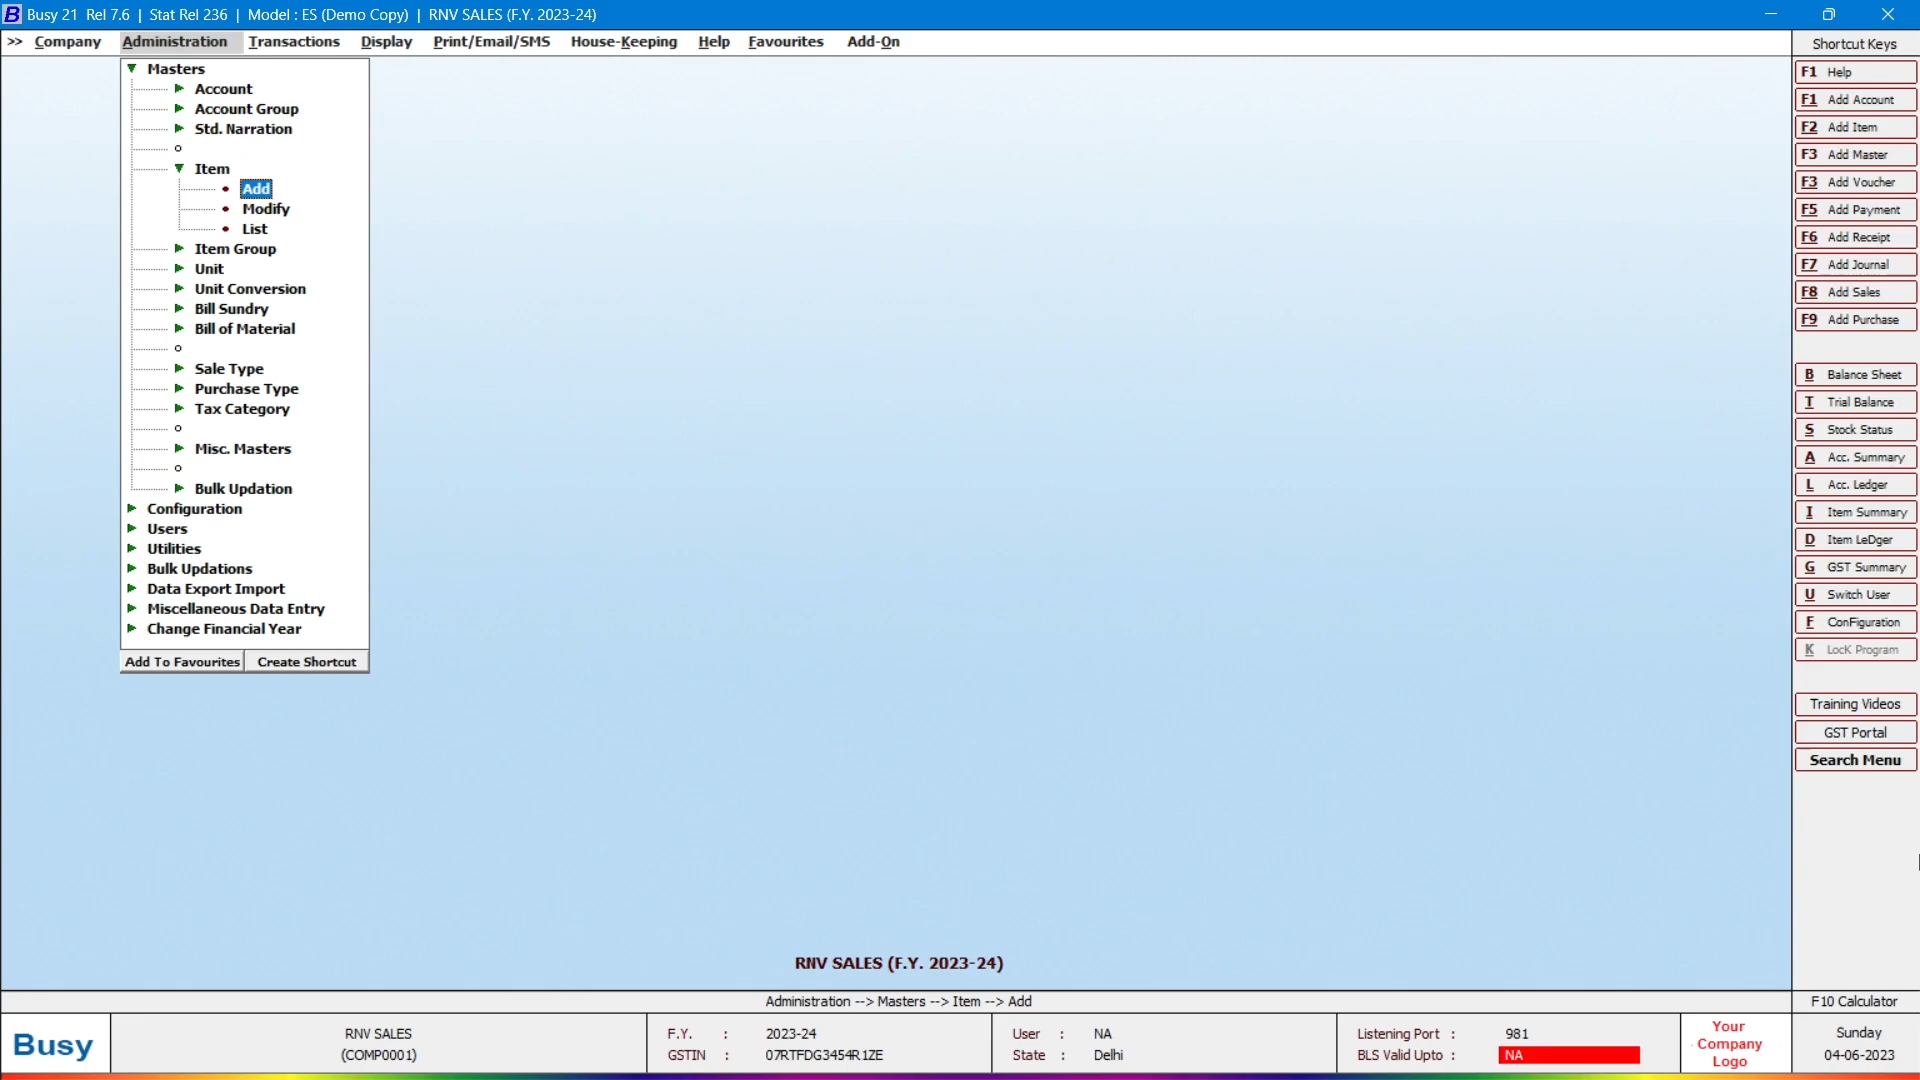 Busy 21 Rel 7.6 | Stat Rel 236 | Model : ES (Demo Copy) | RNV SALES (F.Y. 2023-24)
>> Company Administration Transactions Display Print/Email/SMS House-Keeping Help Favourites Add-On
Masters
Account
Account Group
Std. Narration
Item
Add
Modify
List
Item Group
Unit
Unit Conversion
Bill Sundry
Bill of Material
Sale Type
Purchase Type
Tax Category
Misc. Masters
Bulk Updation
Configuration
Users
Utilities
Bulk Updations
Data Export Import
Miscellaneous Data Entry
Change Financial Year
Add To Favourites Create Shortcut
Shortcut Keys
F1 Help
F1 Add Account
F2 Add Item
F3 Add Master
F3 Add Voucher
F5 Add Payment
F6 Add Receipt
F7 Add Journal
F8 Add Sales
F9 Add Purchase
B Balance Sheet
T Trial Balance
S Stock Status
A Acc. Summary
L Acc. Ledger
I Item Summary
D Item LeDger
G GST Summary
U Switch User
F ConFiguration
K LocK Program
Training Videos
GST Portal
Search Menu
RNV SALES (F.Y. 2023-24)
Administration --> Masters --> Item --> Add
F10 Calculator
Busy
RNV SALES
(COMP0001)
F.Y. : 2023-24
GSTIN : 07RTFDG3454R1ZE
User : NA
State : Delhi
Listening Port : 981
BLS Valid Upto : NA
Your
Company
Logo
Sunday
04-06-2023